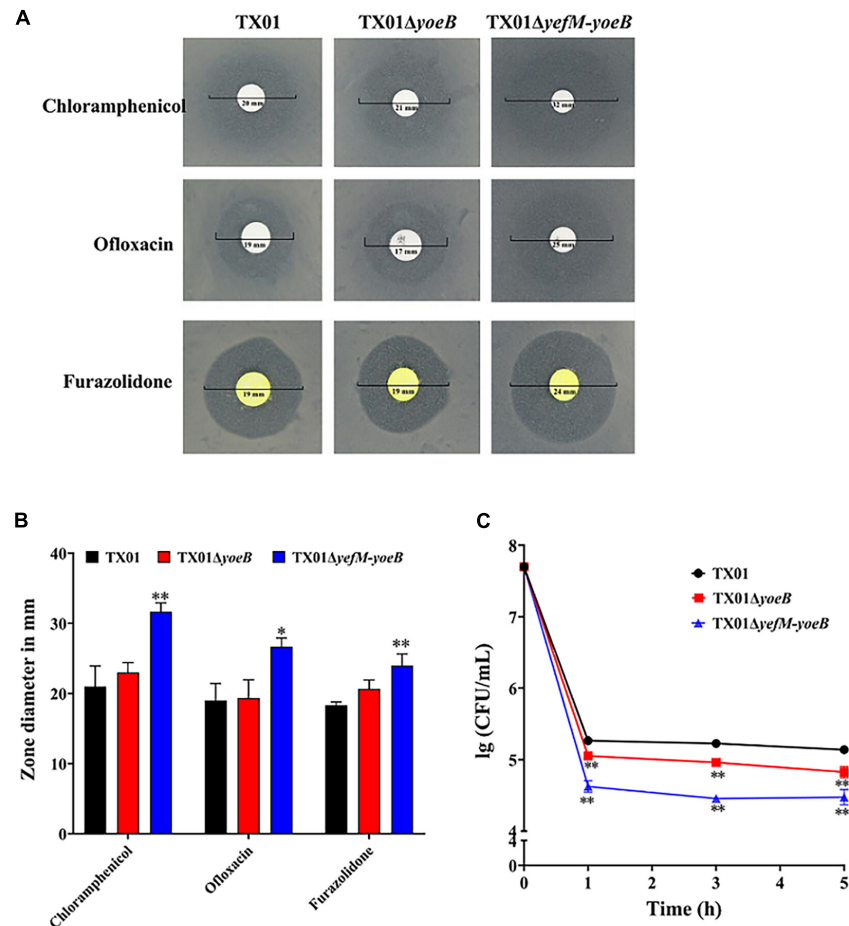 A
TX01 TX01ΔyoeB TX01ΔyefM-yoeB
Chloramphenicol
20 mm 21 mm 32 mm
Ofloxacin
19 mm 17 mm 25 mm
Furazolidone
19 mm 19 mm 24 mm
B
TX01 TX01ΔyoeB TX01ΔyefM-yoeB
Zone diameter in mm
40
30
20
10
0
** * **
Chloramphenicol
Ofloxacin
Furazolidone
C
TX01
TX01ΔyoeB
TX01ΔyefM-yoeB
lg (CFU/mL)
8
7
6
5
4
4
0
** ** **
** ** **
0 1 2 3 4 5
Time (h)